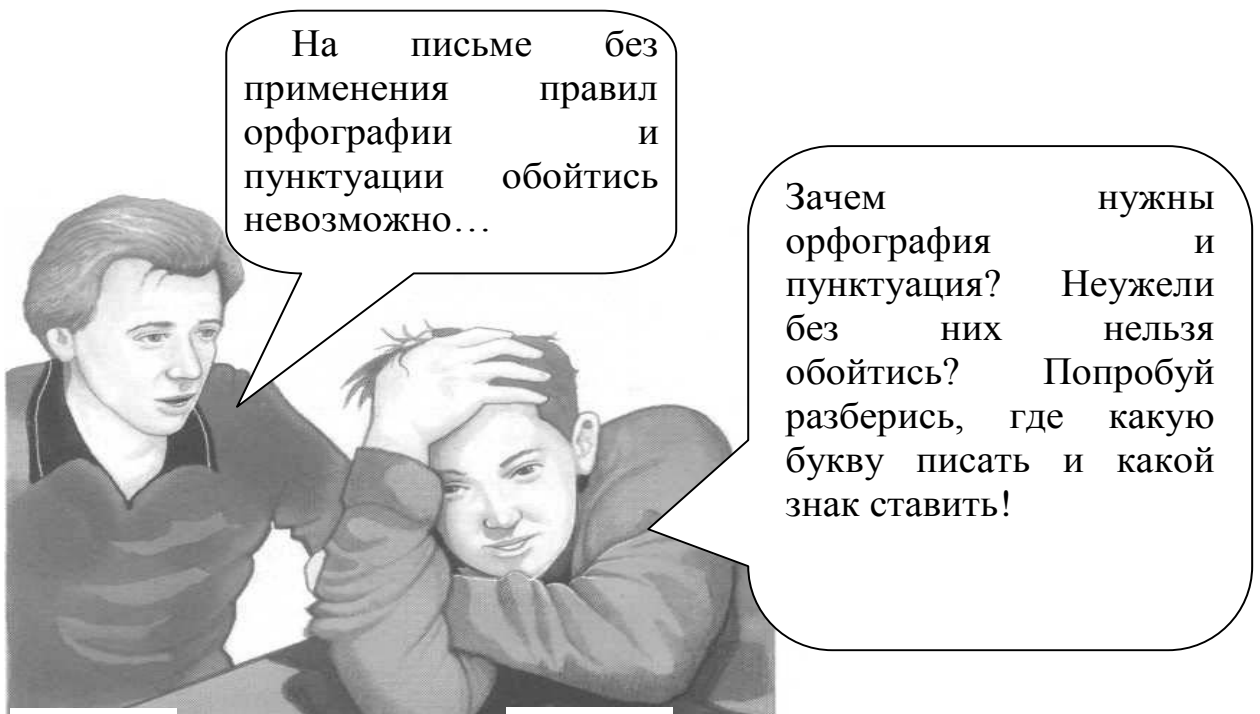 На письме без
применения правил
орфографии и
пунктуации обойтись
невозможно…
Зачем нужны
орфография и
пунктуация? Неужели
без них нельзя
обойтись? Попробуй
разберись, где какую
букву писать и какой
знак ставить!